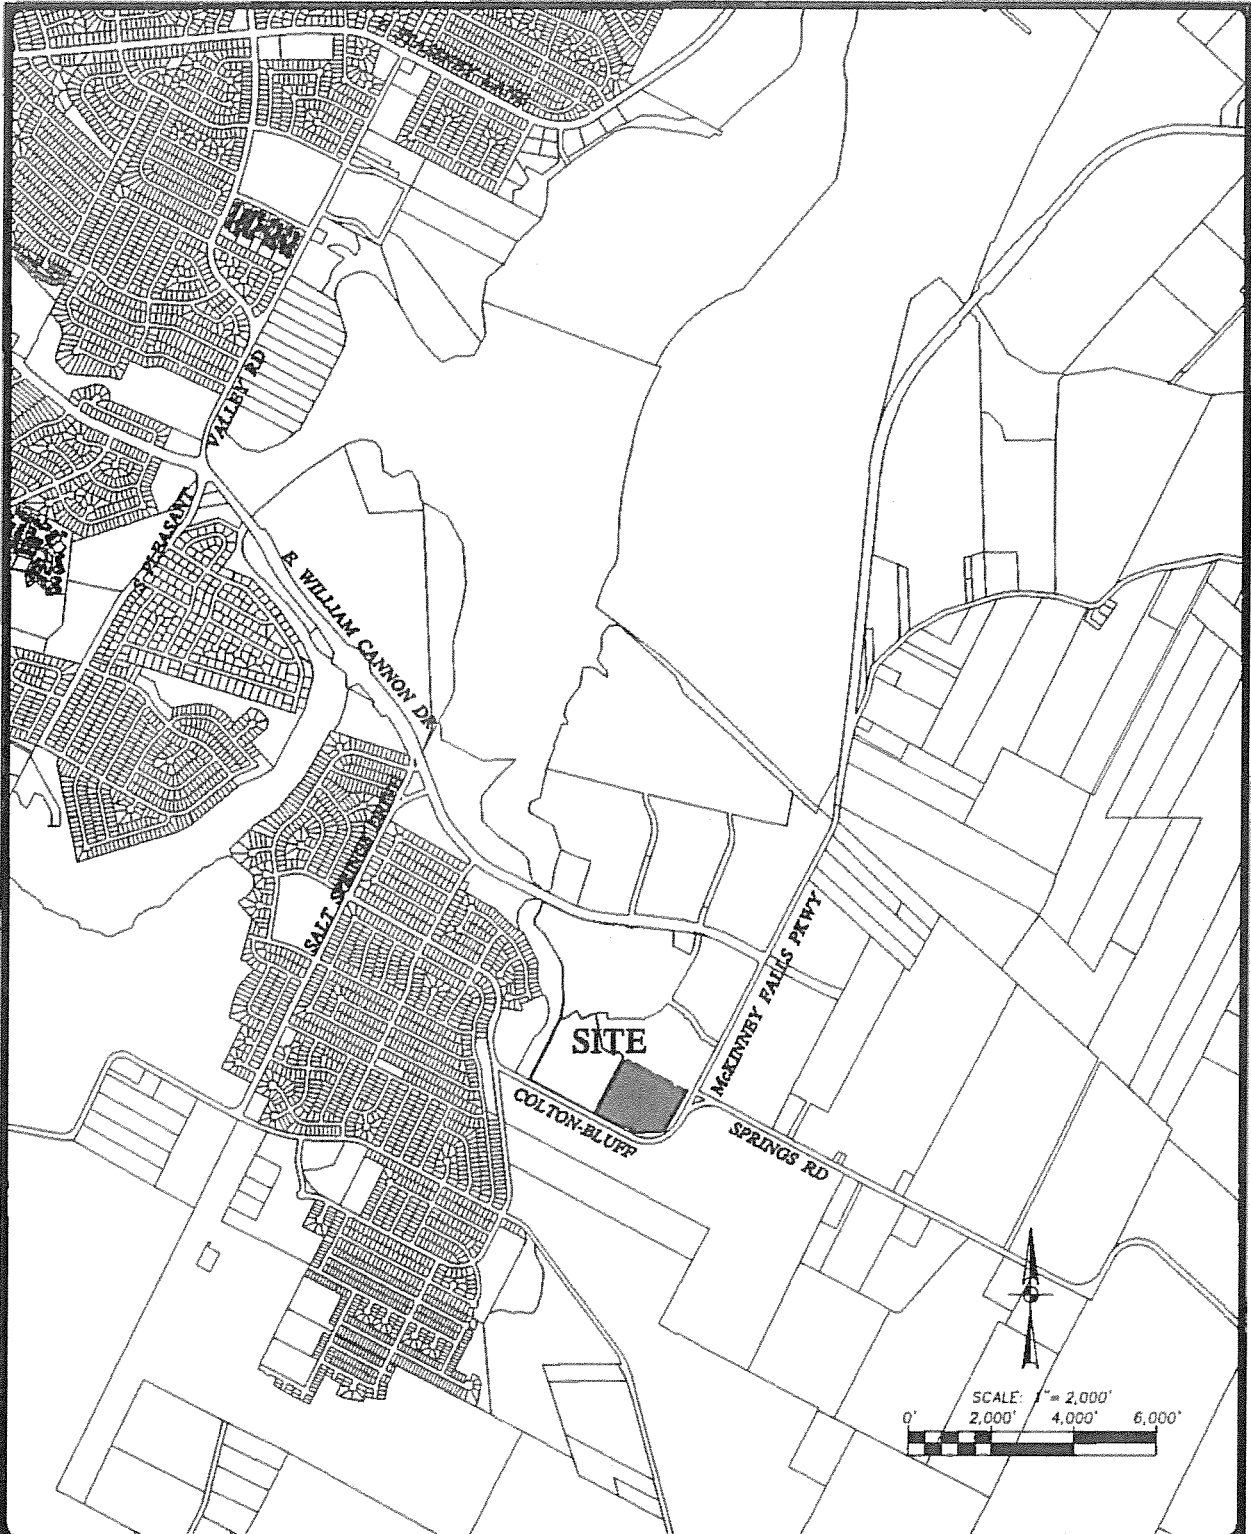 VALLEY RD
S PLEASANT
E WILLIAM CANNON DR
SALT SPRINGS DRIVE
McKINNEY FALLS PKWY
SITE
COLTON-BLUFF
SPRINGS RD
SCALE: 1"= 2,000'
0' 2,000' 4,000' 6,000'